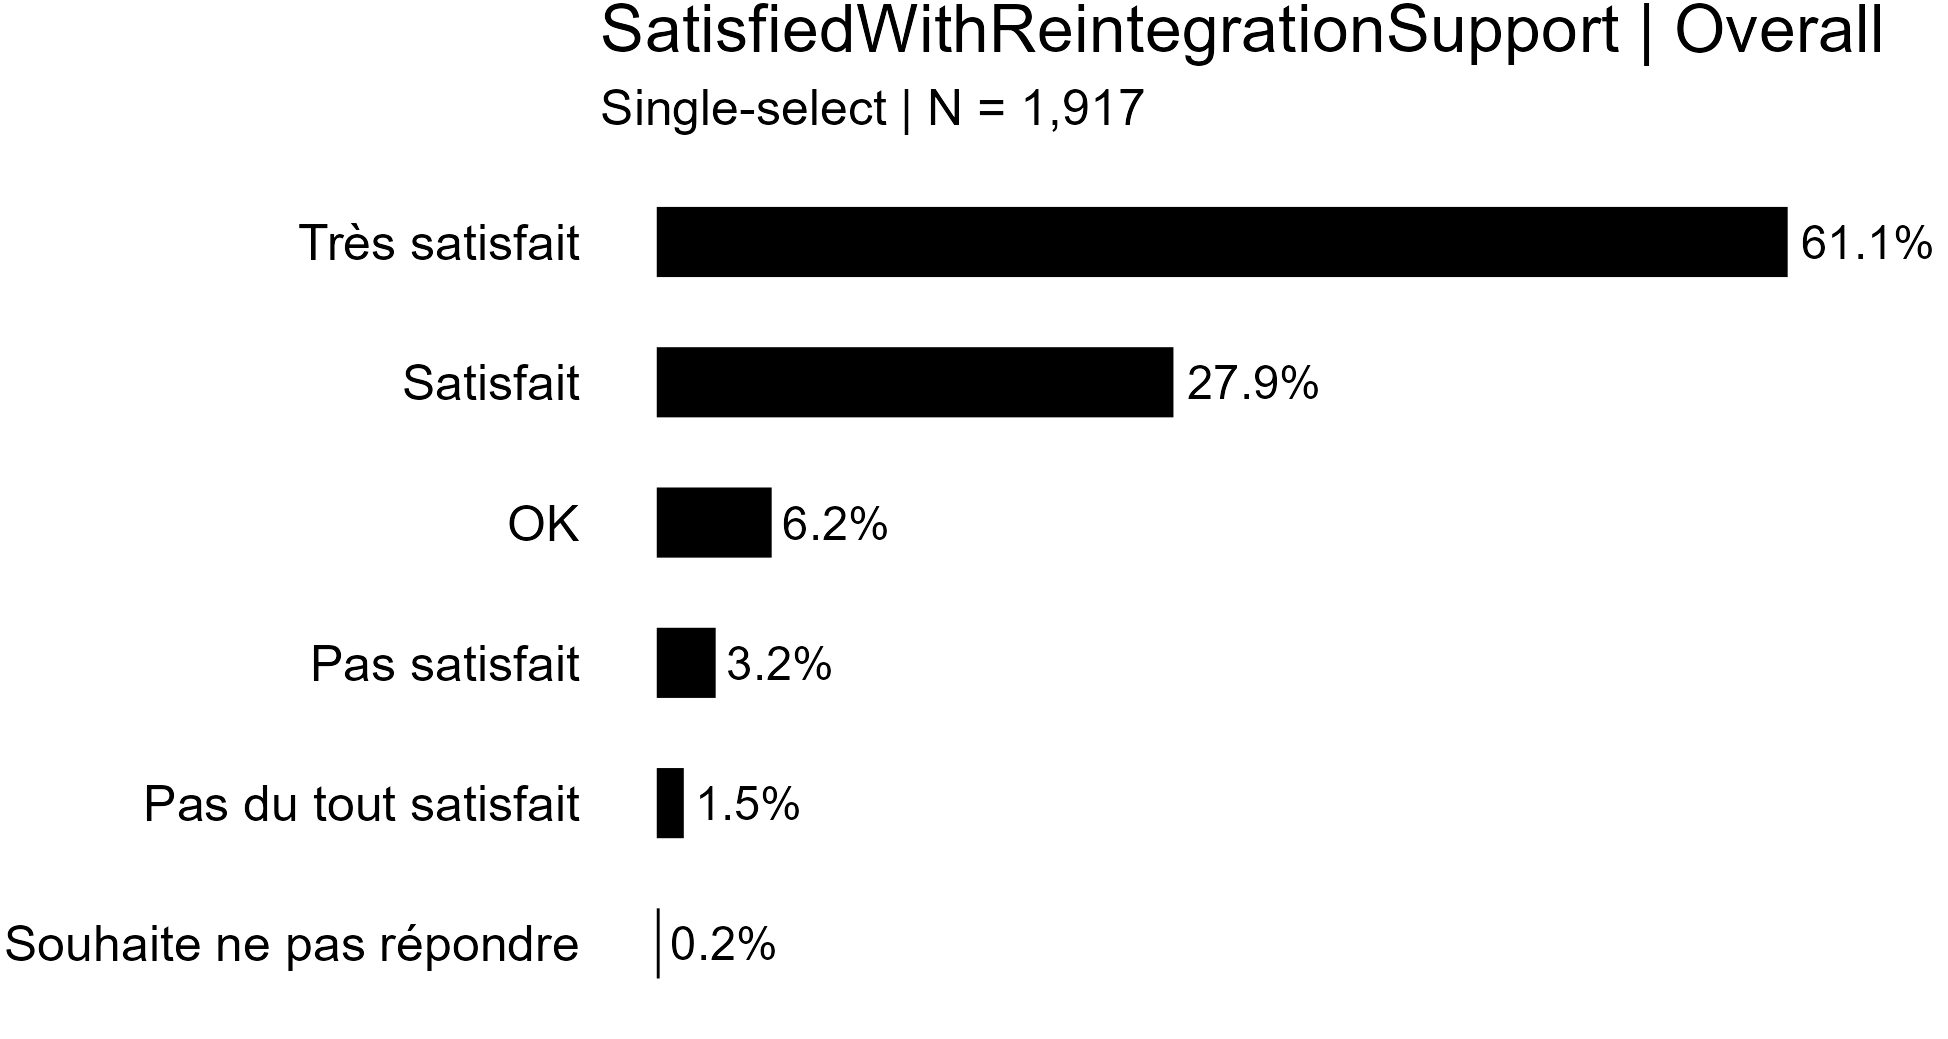 SatisfiedWithReintegrationSupport | Overall
Single-select | N = 1,917
Très satisfait 61.1%
Satisfait 27.9%
OK 6.2%
Pas satisfait 3.2%
Pas du tout satisfait 1.5%
Souhaite ne pas répondre 0.2%